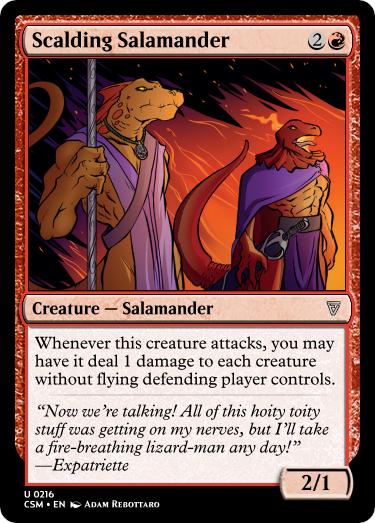 Scalding Salamander 2
Creature — Salamander
Whenever this creature attacks, you may
have it deal 1 damage to each creature
without flying defending player controls.
“Now we’re talking! All of this hoity toity
stuff was getting on my nerves, but I’ll take
a fire-breathing lizard-man any day!”
—Expatriette
2/1
U 0216
CSM • EN Adam Rebottaro